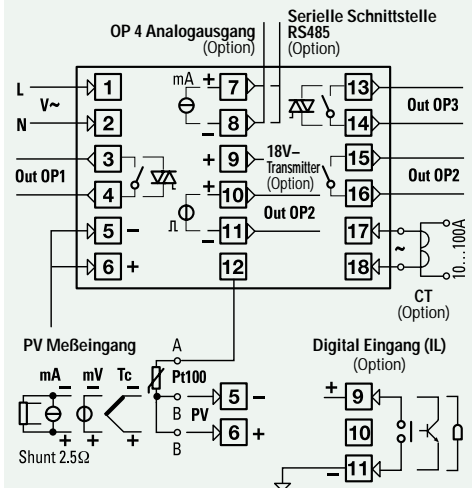 OP 4 Analogausgang
(Option)
Serielle Schnittstelle
RS485
(Option)
L
V~
N
1
2
mA
+
7
−
8
13
14
Out OP3
Out OP1
3
4
+
9
18V−
Transmitter
(Option)
+
10
Out OP2
−
11
15
16
Out OP2
5
−
6
+
12
17
~
18
10...100A
CT
(Option)
PV Meßeingang
mA
−
mV
−
Tc
−
+
+
+
Shunt 2.5Ω
A
Pt100
B
PV
B
5
−
6
+
Digital Eingang (IL)
(Option)
+
9
10
−
11